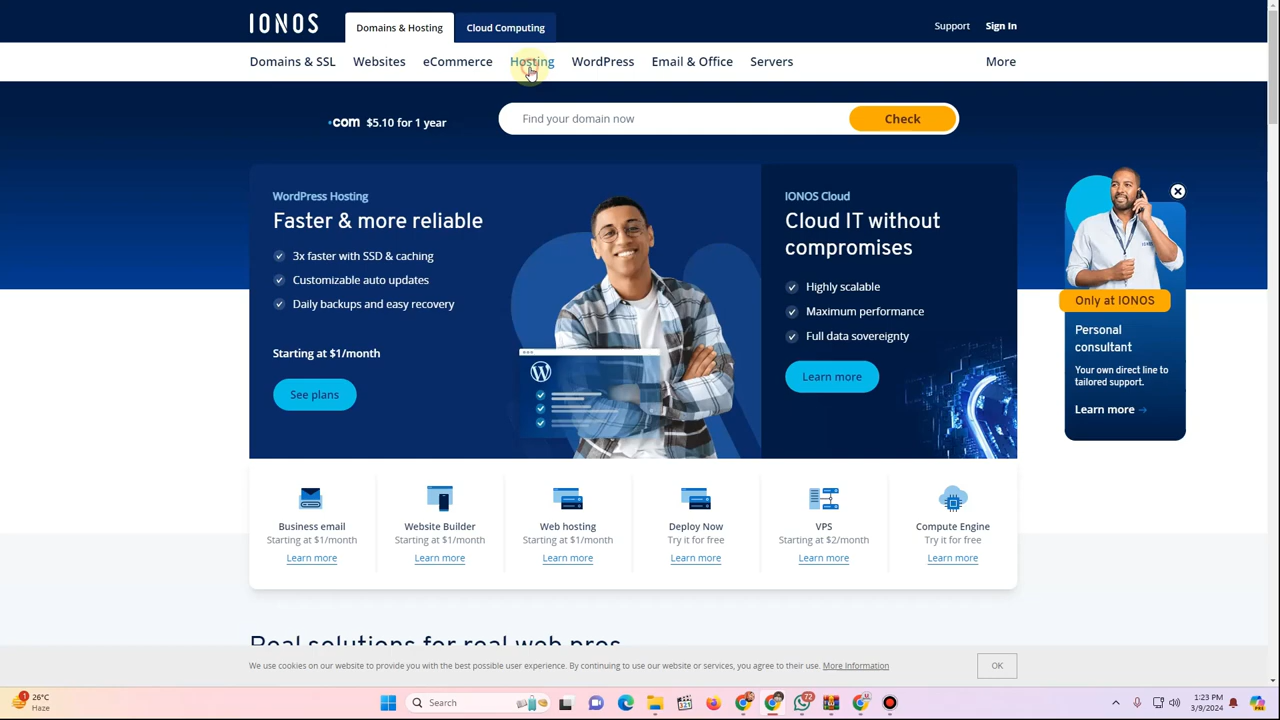 IONOS
Domains & Hosting
Cloud Computing
Support
Sign In
Domains & SSL
Websites
eCommerce
Hosting
WordPress
Email & Office
Servers
More
.com $5.10 for 1 year
Find your domain now
Check
WordPress Hosting
Faster & more reliable
3x faster with SSD & caching
Customizable auto updates
Daily backups and easy recovery
Starting at $1/month
See plans
IONOS Cloud
Cloud IT without
compromises
Highly scalable
Maximum performance
Full data sovereignty
Learn more
IONOS
Only at IONOS
Personal
consultant
Your own direct line to
tailored support.
Learn more →
Business email
Starting at $1/month
Learn more
Website Builder
Starting at $1/month
Learn more
Web hosting
Starting at $1/month
Learn more
Deploy Now
Try it for free
Learn more
VPS
Starting at $2/month
Learn more
Compute Engine
Try it for free
Learn more
Real solutions for real web pros
We use cookies on our website to provide you with the best possible user experience. By continuing to use our website or services, you agree to their use. More Information
OK
1
26°C
Haze
Search
72
1:23 PM
3/9/2024